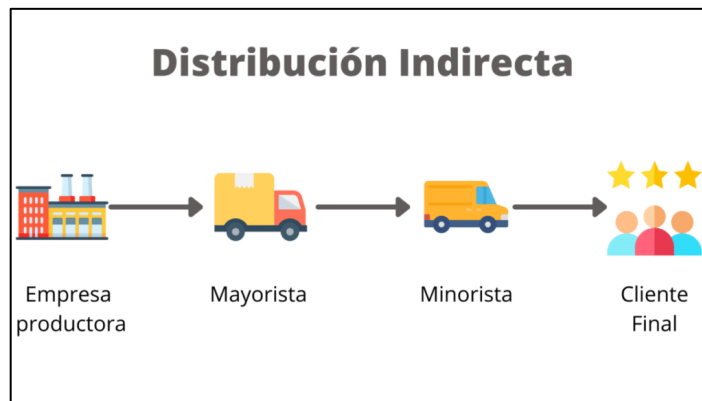 Distribución Indirecta
Empresa
productora
Mayorista
Minorista
Cliente
Final